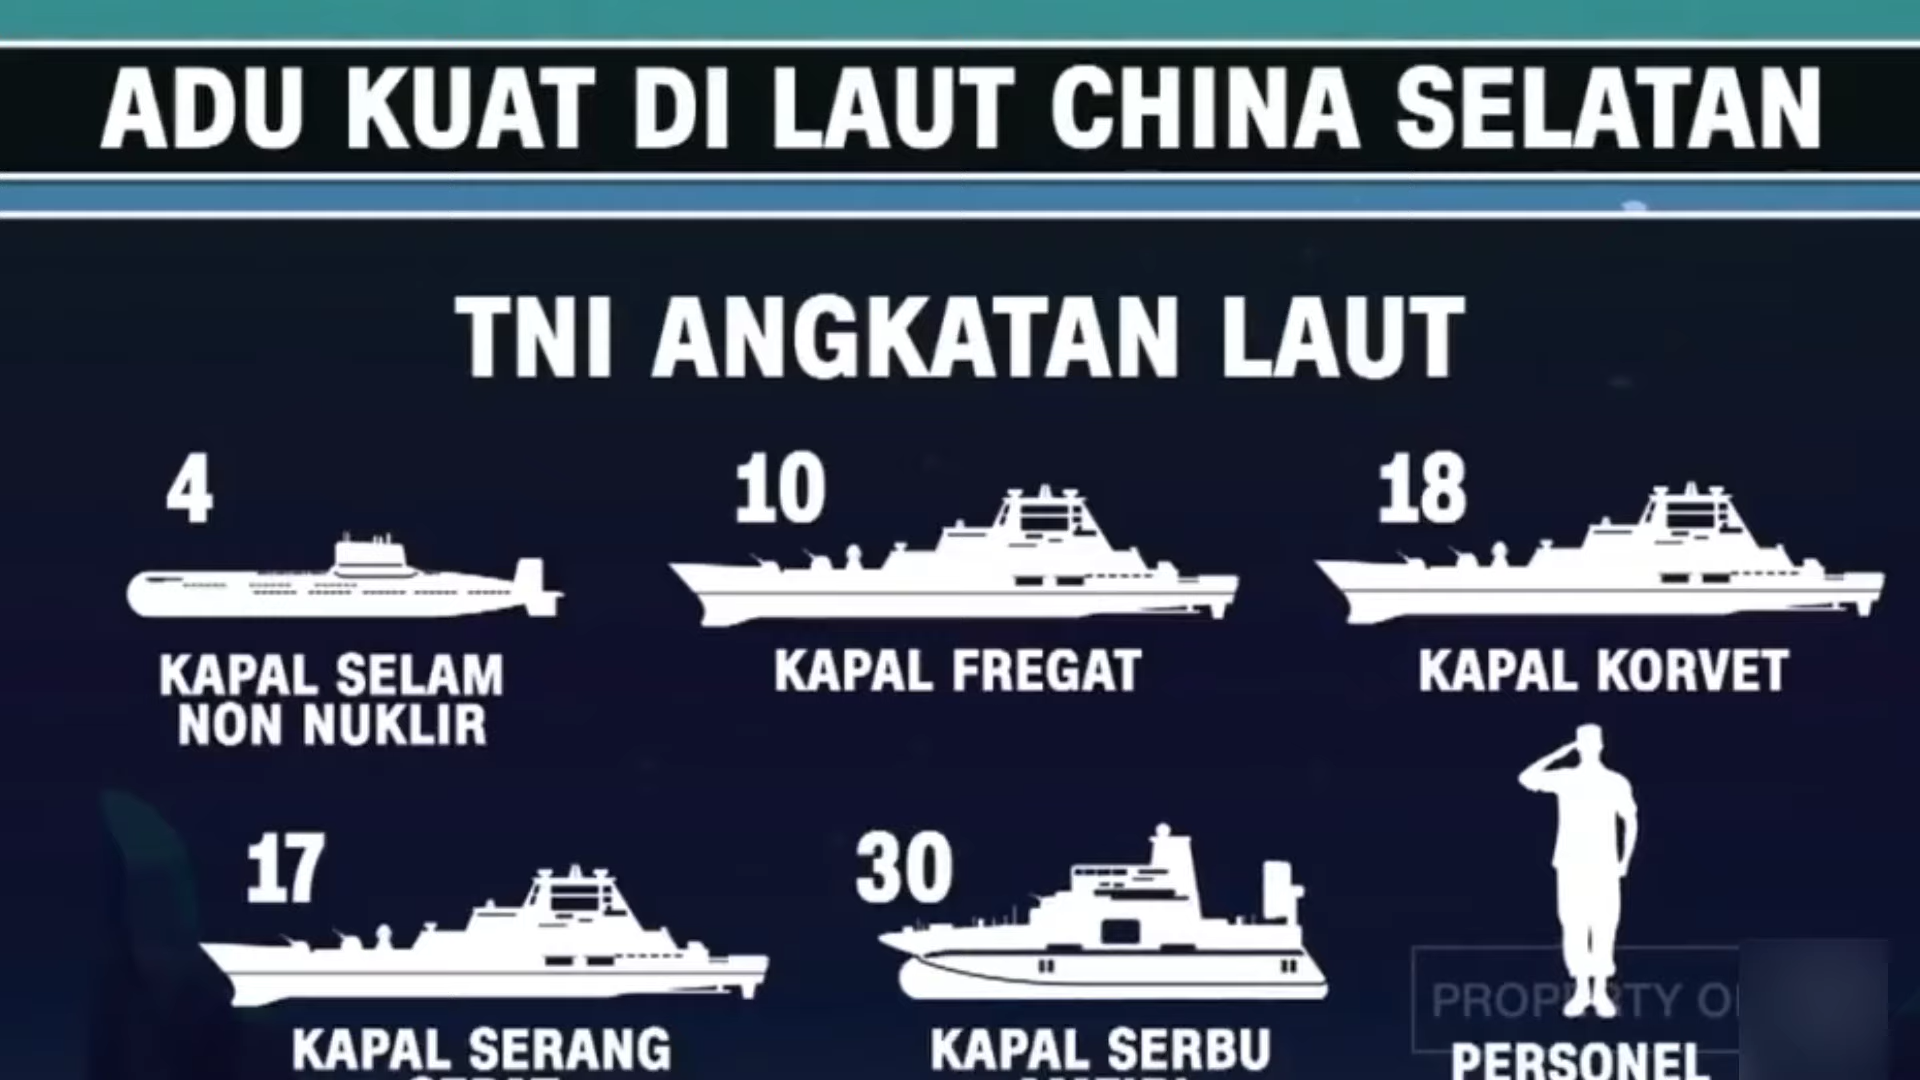 ADU KUAT DI LAUT CHINA SELATAN
TNI ANGKATAN LAUT
4
KAPAL SELAM
NON NUKLIR
10
KAPAL FREGAT
18
KAPAL KORVET
17
KAPAL SERANG
30
KAPAL SERBU
PROPERTY
PERSONEL